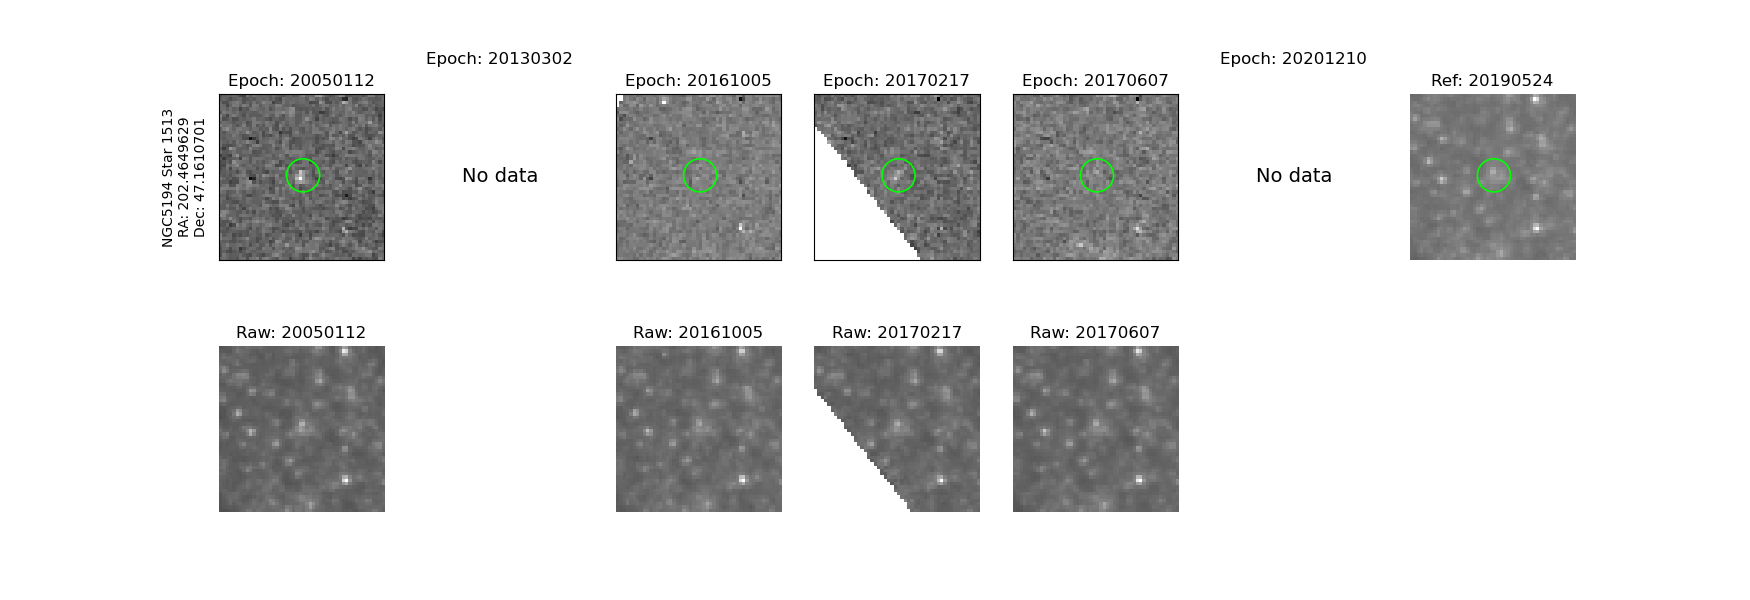 Epoch: 20050112
Epoch: 20130302
Epoch: 20161005
Epoch: 20170217
Epoch: 20170607
Epoch: 20201210
Ref: 20190524
NGC5194 Star 1513
RA: 202.4649629
Dec: 47.1610701
No data
No data
Raw: 20050112
Raw: 20161005
Raw: 20170217
Raw: 20170607